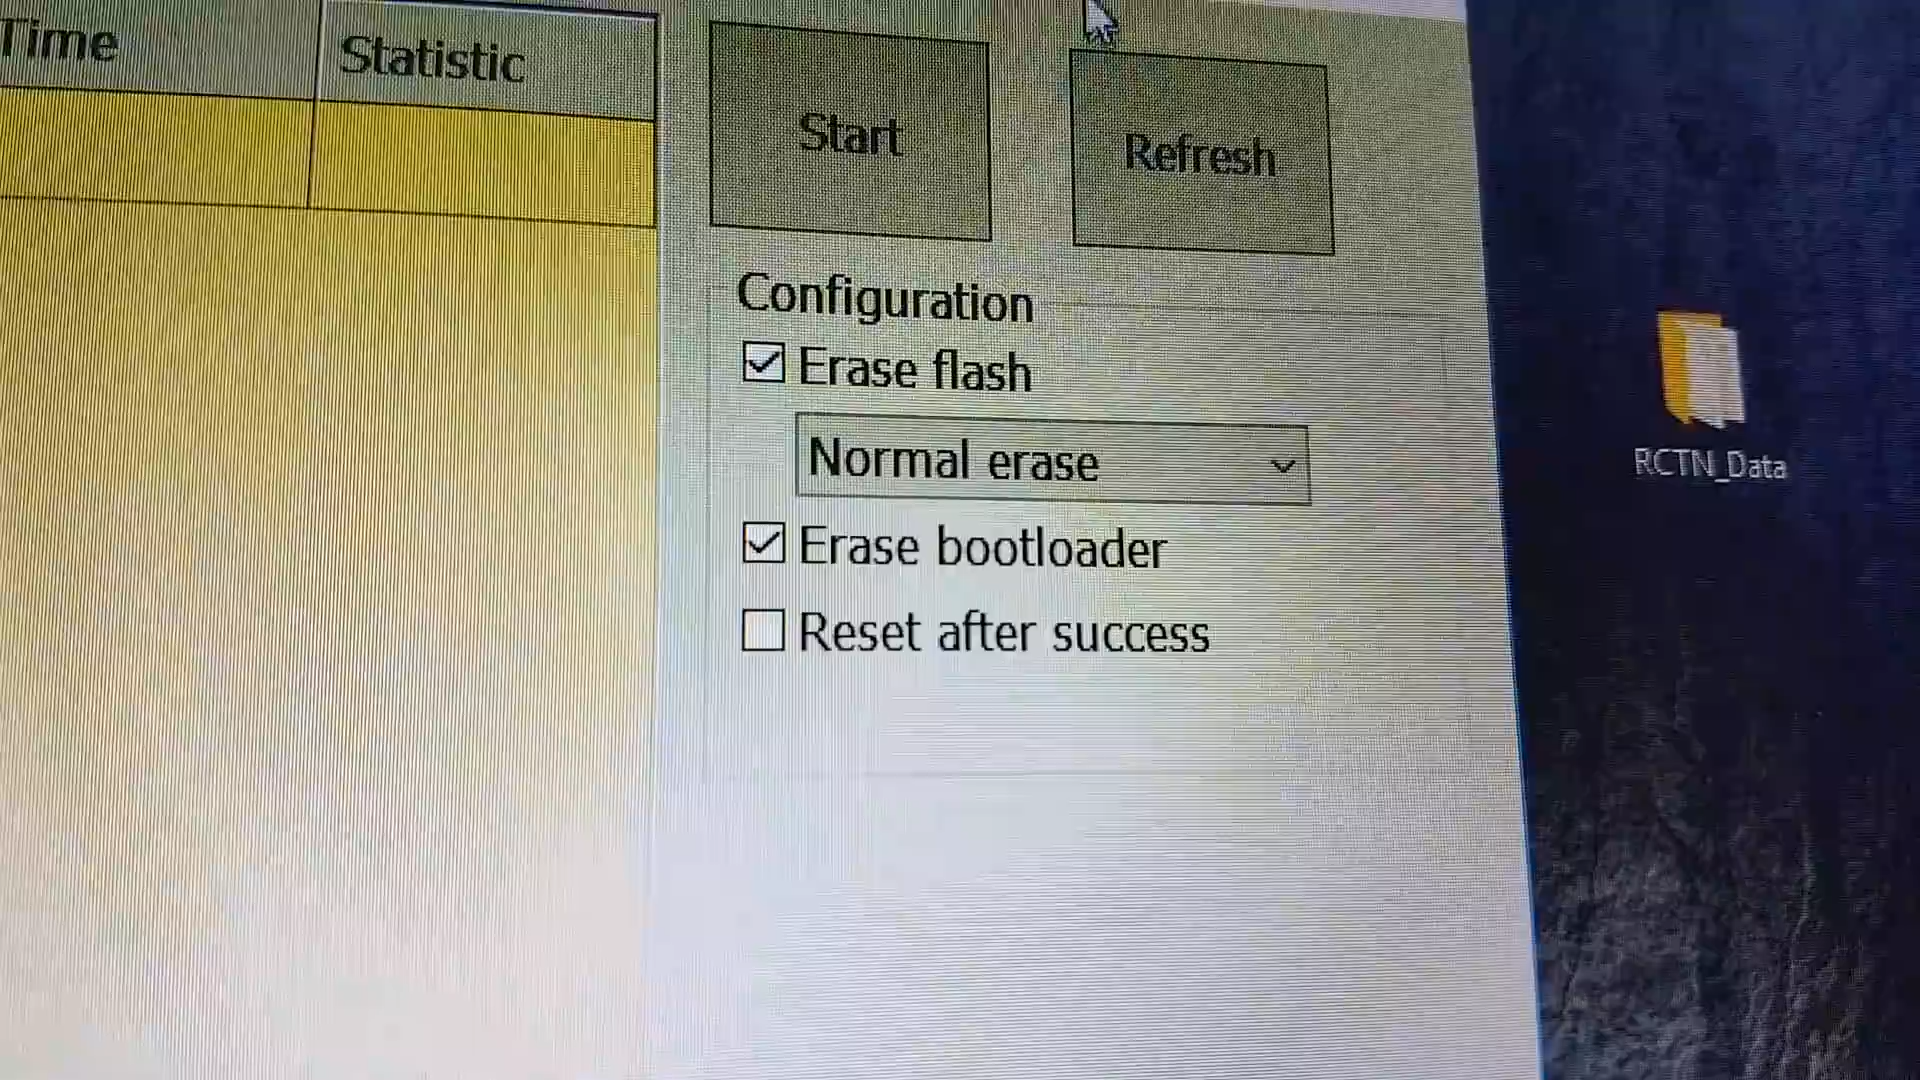 Time
Statistic
Start
Refresh
Configuration
Erase flash
Normal erase
Erase bootloader
Reset after success
RCTN_Data